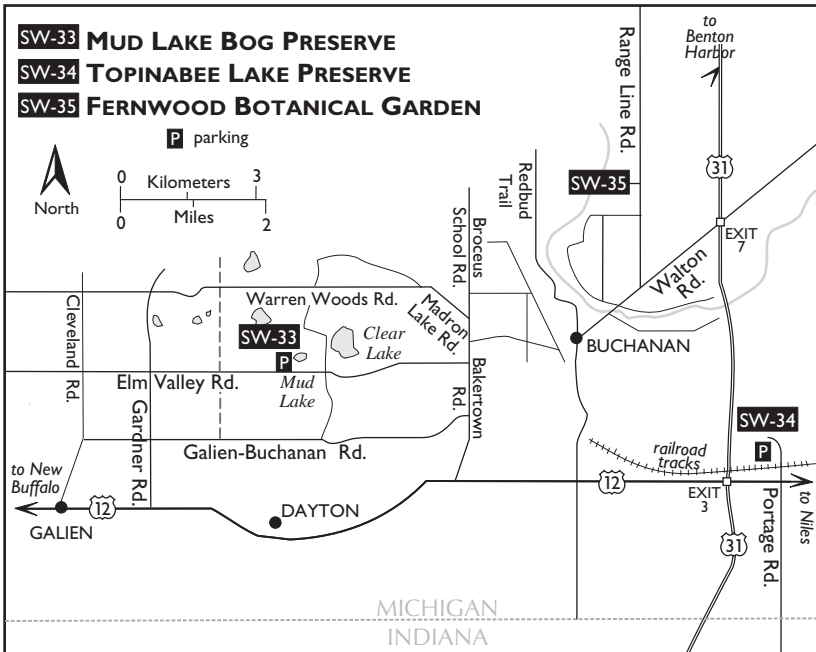 SW-33 MUD LAKE BOG PRESERVE
SW-34 TOPINABEE LAKE PRESERVE
SW-35 FERNWOOD BOTANICAL GARDEN
P parking
North
0 Kilometers 3
0 Miles 2
to
Benton
Harbor
Range Line Rd.
31
Redbud
Trail
SW-35
Broceus
School Rd.
EXIT
7
Walton
Rd.
Cleveland Rd.
Warren Woods Rd.
Madron
Lake Rd.
SW-33
Clear
Lake
P
Mud
Lake
BUCHANAN
Elm Valley Rd.
Gardner Rd.
Bakertown
Rd.
Galien-Buchanan Rd.
SW-34
P
railroad
tracks
to New
Buffalo
12
GALIEN
DAYTON
12
EXIT
3
to Niles
Portage Rd.
31
MICHIGAN
INDIANA